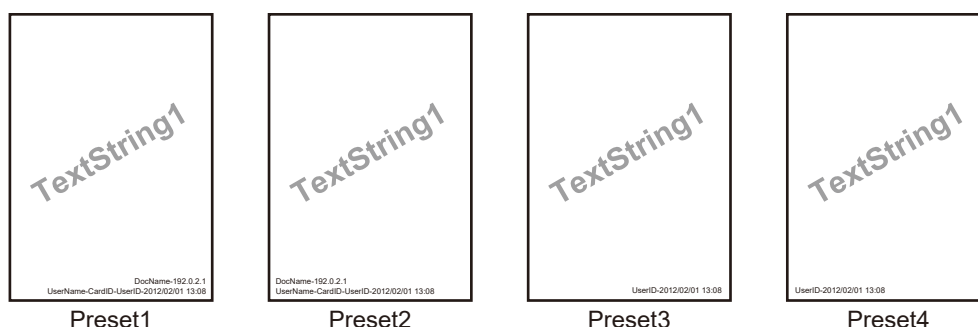 TextString1
DocName-192.0.2.1
UserName-CardID-UserID-2012/02/01 13:08
Preset1
TextString1
DocName-192.0.2.1
UserName-CardID-UserID-2012/02/01 13:08
Preset2
TextString1
UserID-2012/02/01 13:08
Preset3
TextString1
UserID-2012/02/01 13:08
Preset4